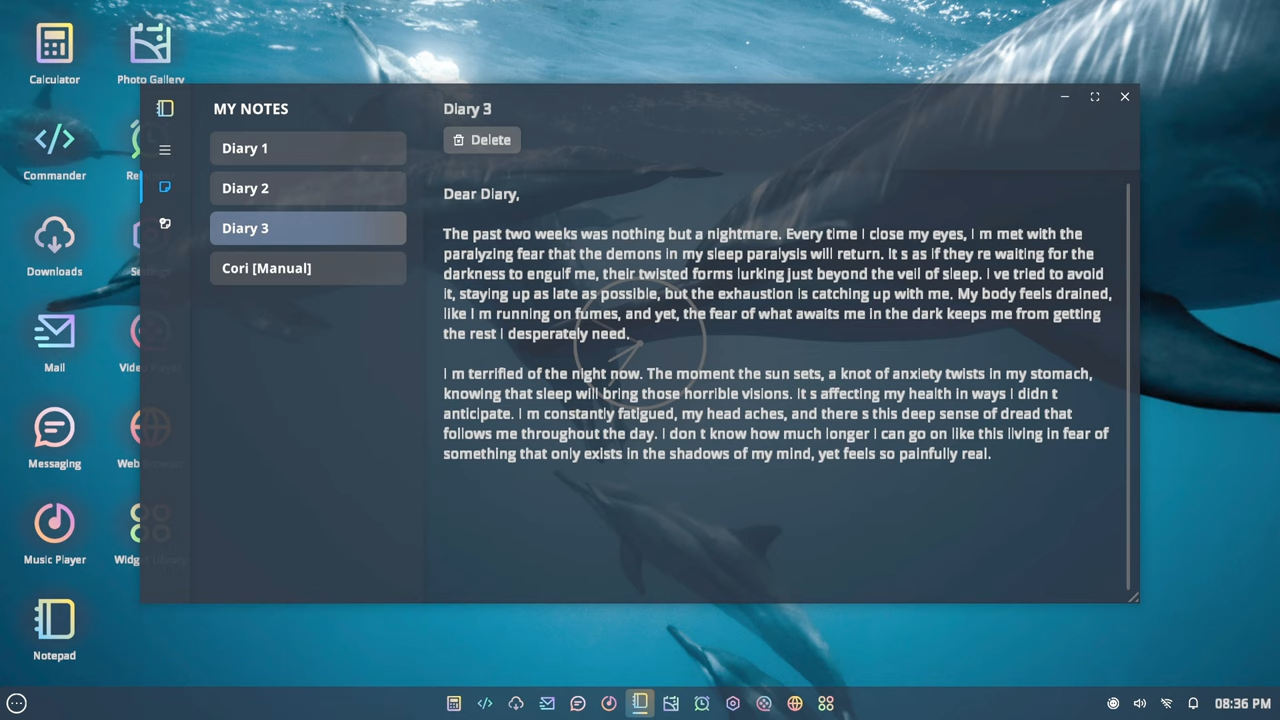 Calculator
Photo Gallery
Commander
Downloads
Mail
Messaging
Music Player
Notepad
MY NOTES
Diary 1
Diary 2
Diary 3
Cori [Manual]
Diary 3
Delete
Dear Diary,
The past two weeks was nothing but a nightmare. Every time I close my eyes, I m met with the
paralyzing fear that the demons in my sleep paralysis will return. It s as if they re waiting for the
darkness to engulf me, their twisted forms lurking just beyond the veil of sleep. I ve tried to avoid
it, staying up as late as possible, but the exhaustion is catching up with me. My body feels drained,
like I m running on fumes, and yet, the fear of what awaits me in the dark keeps me from getting
the rest I desperately need.
I m terrified of the night now. The moment the sun sets, a knot of anxiety twists in my stomach,
knowing that sleep will bring those horrible visions. It s affecting my health in ways I didn t
anticipate. I m constantly fatigued, my head aches, and there s this deep sense of dread that
follows me throughout the day. I don t know how much longer I can go on like this living in fear of
something that only exists in the shadows of my mind, yet feels so painfully real.
08:36 PM